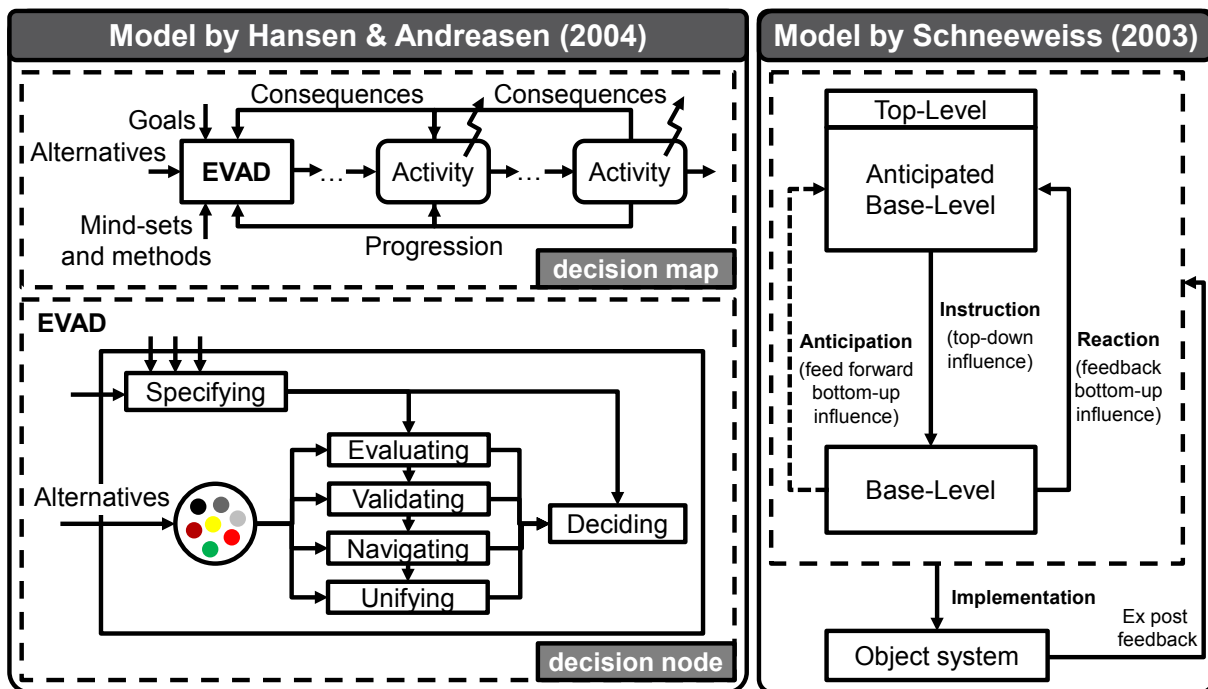 Model by Hansen & Andreasen (2004)
Consequences
Consequences
Goals
Alternatives
EVAD
...
Activity
...
Activity
Mind-sets
and methods
Progression
decision map
EVAD
Specifying
Evaluating
Alternatives
Validating
Deciding
Navigating
Unifying
decision node
Model by Schneeweiss (2003)
Top-Level
Anticipated
Base-Level
Anticipation
(feed forward
bottom-up
influence)
Instruction
(top-down
influence)
Reaction
(feedback
bottom-up
influence)
Base-Level
Implementation
Ex post
feedback
Object system